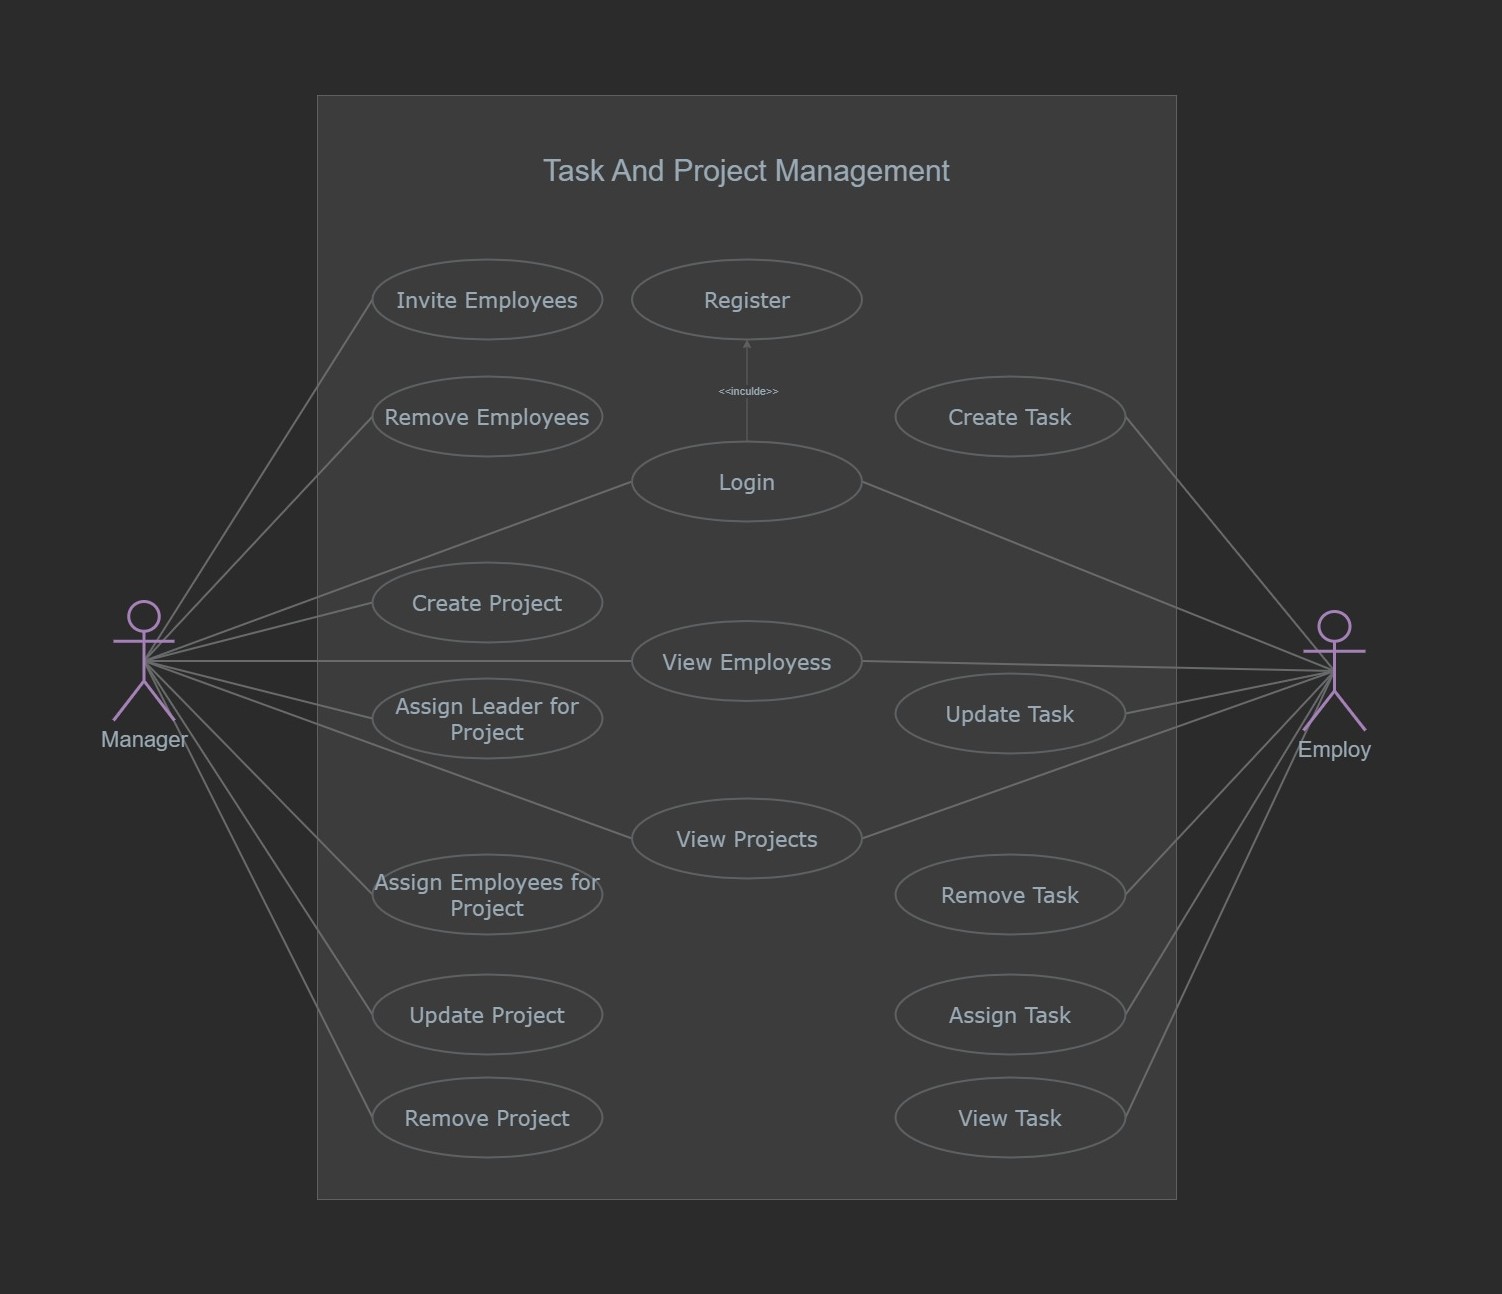 Task And Project Management
Invite Employees
Register
<<inculde>>
Remove Employees
Create Task
Login
Create Project
View Employess
Assign Leader for
Project
Update Task
Manager
Employ
View Projects
Assign Employees for
Project
Remove Task
Update Project
Assign Task
Remove Project
View Task